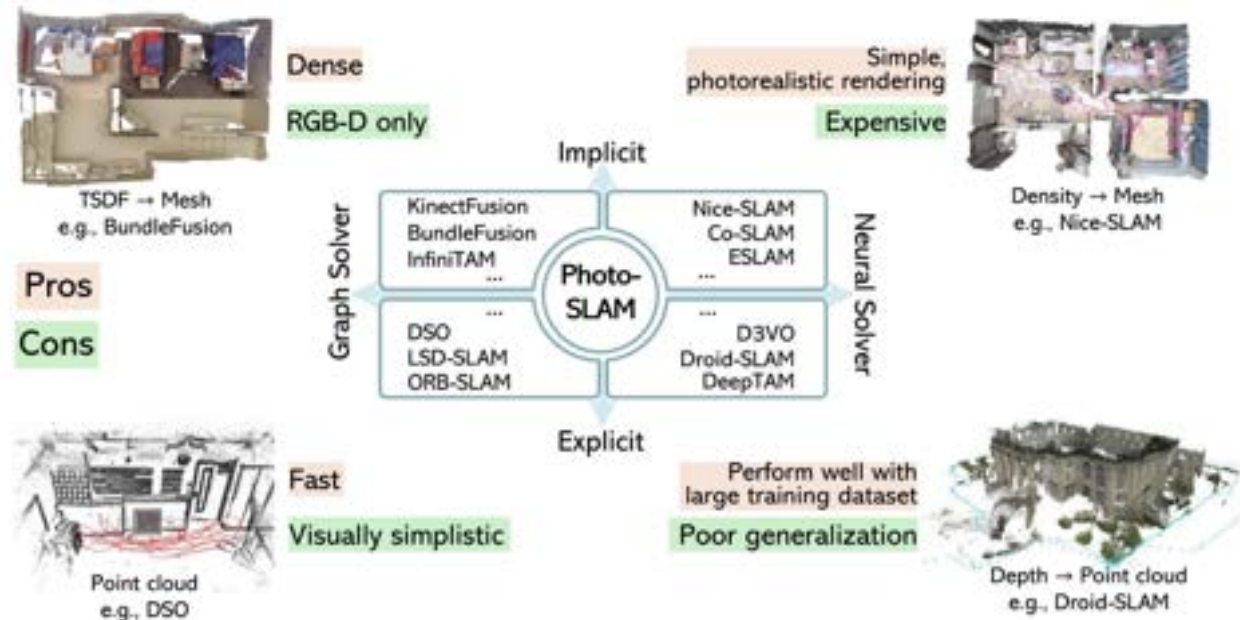 Dense
RGB-D only
TSDF → Mesh
e.g., BundleFusion
Simple,
photorealistic rendering
Expensive
Density → Mesh
e.g., Nice-SLAM
Pros
Cons
Implicit
Graph Solver
Neural Solver
Explicit
KinectFusion
BundleFusion
InfiniTAM
...
Nice-SLAM
Co-SLAM
ESLAM
...
Photo-
SLAM
...
DSO
LSD-SLAM
ORB-SLAM
...
D3VO
Droid-SLAM
DeepTAM
Fast
Visually simplistic
Point cloud
e.g., DSO
Perform well with
large training dataset
Poor generalization
Depth → Point cloud
e.g., Droid-SLAM